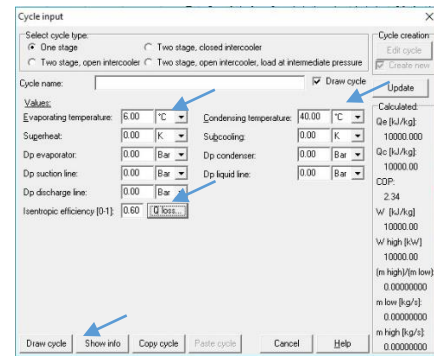 Cycle input
Select cycle type:
One stage
Two stage, closed intercooler
Two stage, open intercooler
Two stage, open intercooler, load at intermediate pressure
Cycle creation
Edit cycle
Create new
Cycle name:
Draw cycle
Update
Values:
Evaporating temperature: 6.00 °C
Condensing temperature: 40.00 °C
Superheat: 0.00 K
Subcooling: 0.00 K
Dp evaporator: 0.00 Bar
Dp condenser: 0.00 Bar
Dp suction line: 0.00 Bar
Dp liquid line: 0.00 Bar
Dp discharge line: 0.00 Bar
Isentropic efficiency [0-1]: 0.60 Q loss...
Calculated:
Qe [kJ/kg]:
10000.000
Qc [kJ/kg]:
10000.00
COP:
2.34
W [kJ/kg]
10000.00
W high [kW]
10000.00
(m high)/(m low)
0.00000000
m low [kg/s]:
0.00000000
m high [kg/s]:
0.00000000
Draw cycle
Show info
Copy cycle
Paste cycle
Cancel
Help